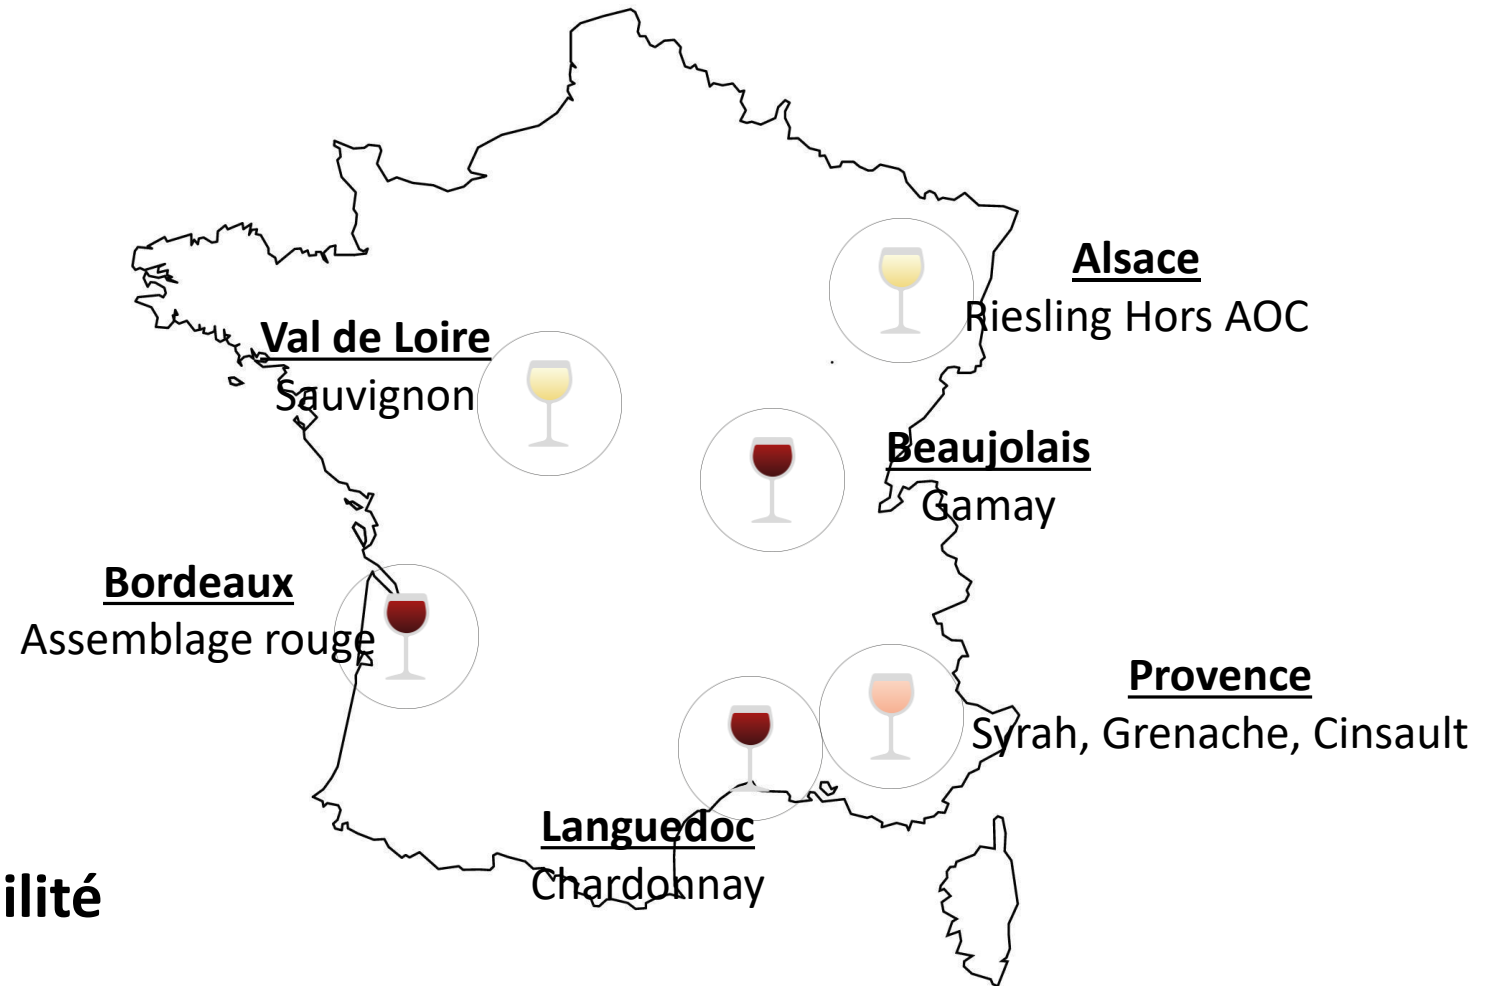 Alsace
Riesling Hors AOC
Val de Loire
Sauvignon
Beaujolais
Gamay
Bordeaux
Assemblage rouge
Provence
Syrah, Grenache, Cinsault
Languedoc
Chardonnay
ilité